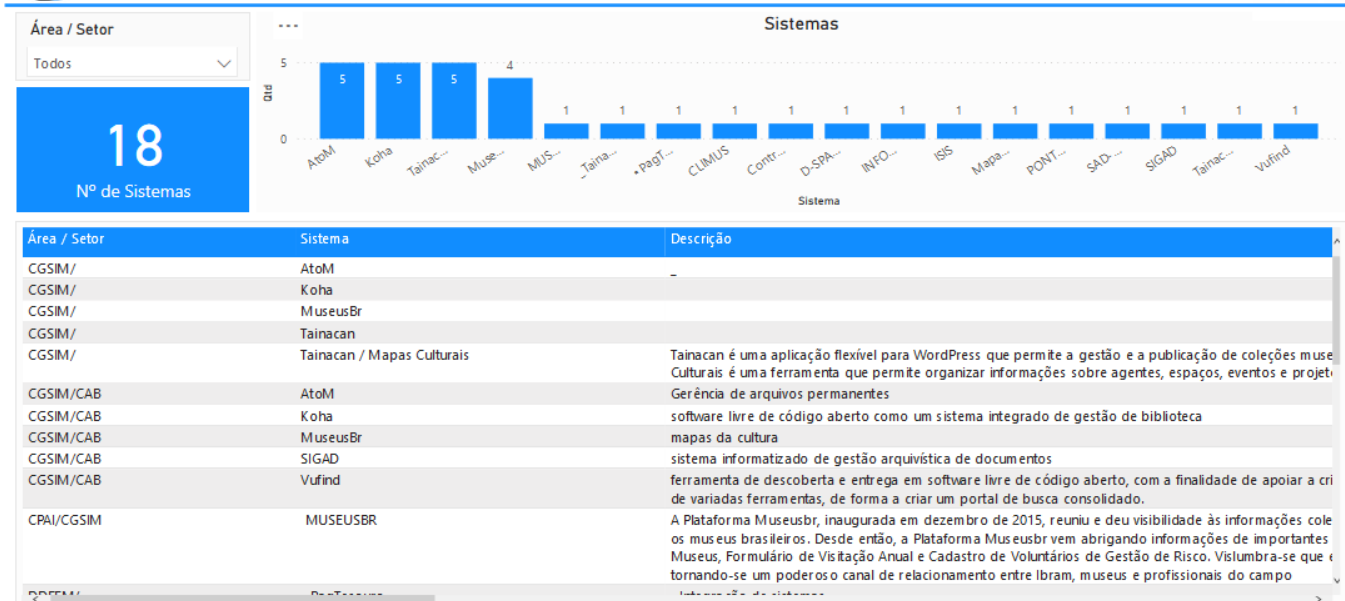 Área / Setor
Todos
18
Nº de Sistemas
Sistemas
Qtd
5
0
5
5
5
4
1
1
1
1
1
1
1
1
1
1
1
1
1
1
AtoM
Koha
Tainac...
Muse...
MUS...
_Taina...
• PagT...
CLIMUS
Contr...
D-SPA...
INFO...
ISIS
Mapa...
PONT...
SAD-...
SIGAD
Tainac...
Vufind
Sistema
Área / Setor Sistema Descrição
CGSIM/ AtoM _
CGSIM/ Koha
CGSIM/ MuseusBr
CGSIM/ Tainacan
CGSIM/ Tainacan / Mapas Culturais Tainacan é uma aplicação flexível para WordPress que permite a gestão e a publicação de coleções muse
Culturais é uma ferramenta que permite organizar informações sobre agentes, espaços, eventos e projet
CGSIM/CAB AtoM Gerência de arquivos permanentes
CGSIM/CAB Koha software livre de código aberto como um sistema integrado de gestão de biblioteca
CGSIM/CAB MuseusBr mapas da cultura
CGSIM/CAB SIGAD sistema informatizado de gestão arquivística de documentos
CGSIM/CAB Vufind ferramenta de descoberta e entrega em software livre de código aberto, com a finalidade de apoiar a cri
de variadas ferramentas, de forma a criar um portal de busca consolidado.
CPAI/CGSIM MUSEUSBR A Plataforma Museusbr, inaugurada em dezembro de 2015, reuniu e deu visibilidade às informações cole
os museus brasileiros. Desde então, a Plataforma Museusbr vem abrigando informações de importantes
Museus, Formulário de Visitação Anual e Cadastro de Voluntários de Gestão de Risco. Vislumbra-se que e
tornando-se um poderoso canal de relacionamento entre Ibram, museus e profissionais do campo